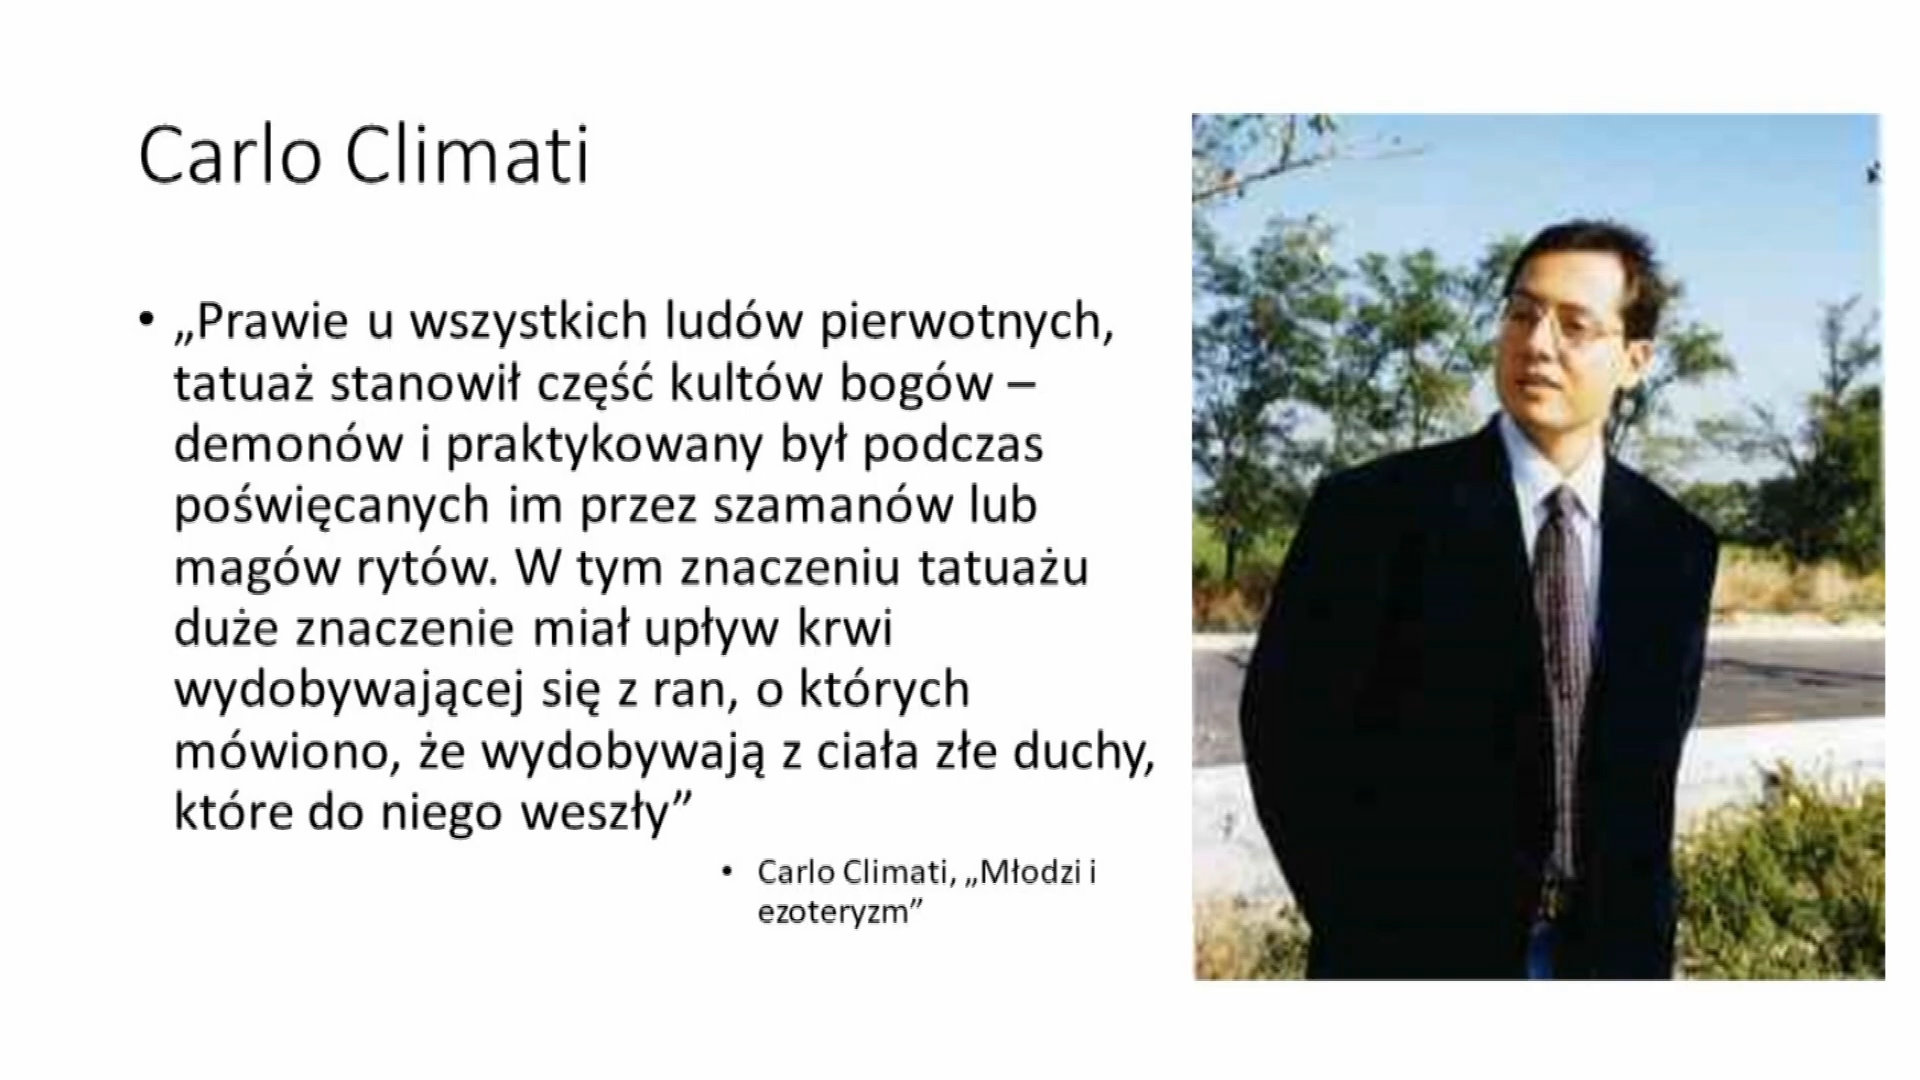 Carlo Climati
• „Prawie u wszystkich ludów pierwotnych,
tatuaż stanowił część kultów bogów –
demonów i praktykowany był podczas
poświęcanych im przez szamanów lub
magów rytów. W tym znaczeniu tatuażu
duże znaczenie miał upływ krwi
wydobywającej się z ran, o których
mówiono, że wydobywają z ciała złe duchy,
które do niego weszły”
• Carlo Climati, „Młodzi i
ezoteryzm”